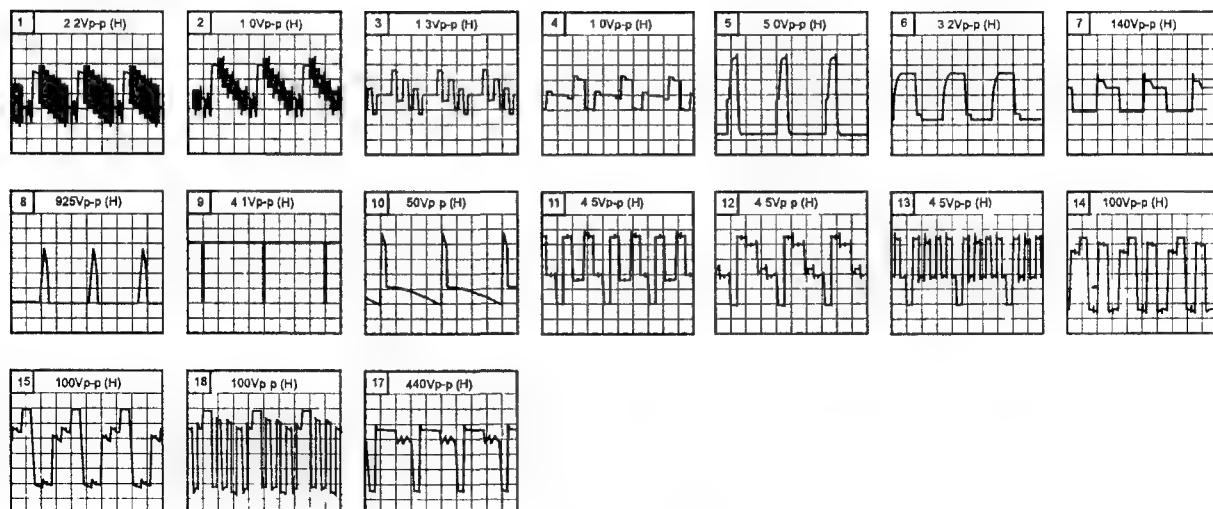 1 2.2Vp-p (H)
2 1.0Vp-p (H)
3 1 3Vp-p (H)
4 1 0Vp-p (H)
5 5 0Vp-p (H)
6 3 2Vp-p (H)
7 140Vp-p (H)
8 925Vp-p (H)
9 4 1Vp-p (H)
10 50Vp p (H)
11 4 5Vp-p (H)
12 4 5Vp-p (H)
13 4 5Vp-p (H)
14 100Vp-p (H)
15 100Vp-p (H)
18 100Vp p (H)
17 440Vp-p (H)